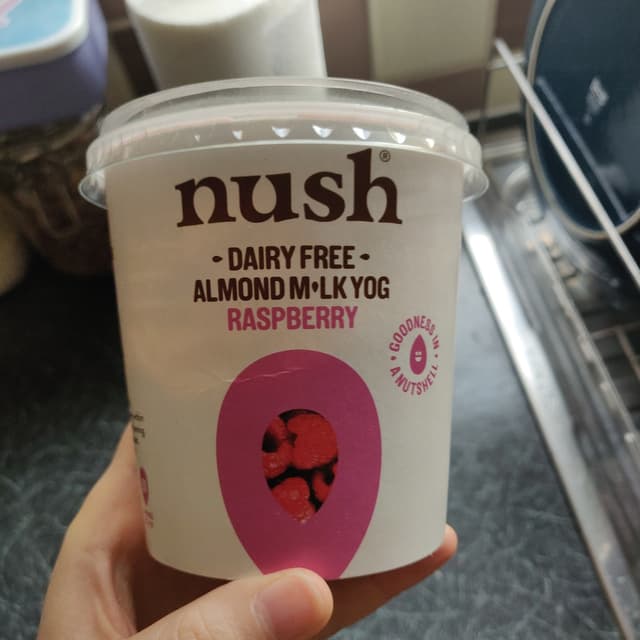 nush®
DAIRY FREE
ALMOND M•LK YOG
RASPBERRY
GOODNESS IN
A NUTSHELL